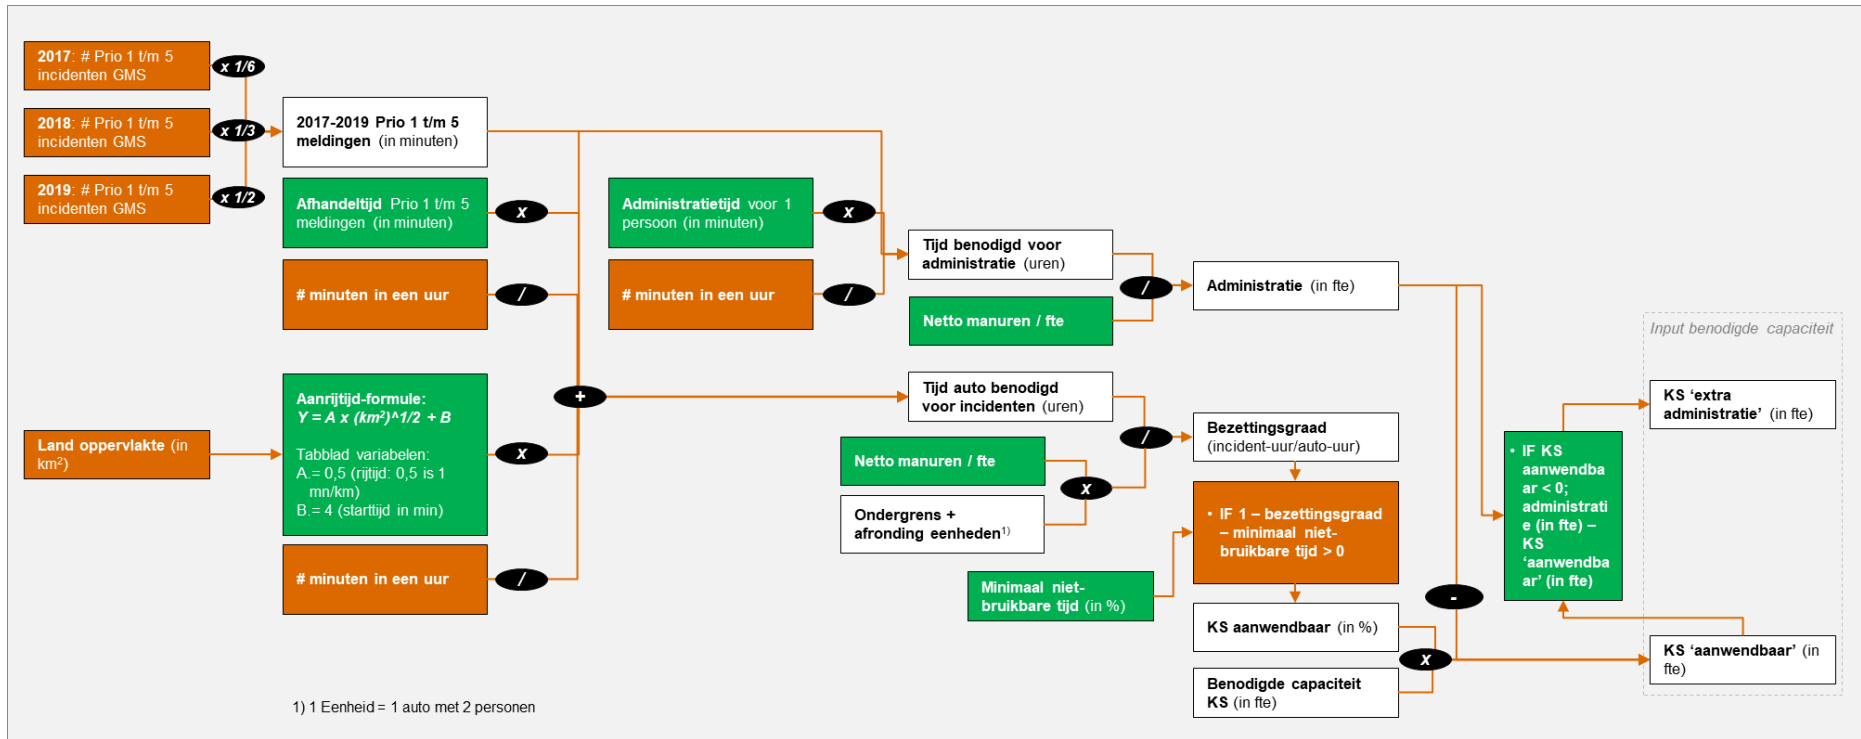 2017: # Prio 1 t/m 5
incidenten GMS
x 1/6
2018: # Prio 1 t/m 5
incidenten GMS
x 1/3
2019: # Prio 1 t/m 5
incidenten GMS
x 1/2
2017-2019 Prio 1 t/m 5
meldingen (in minuten)
Afhandeltijd Prio 1 t/m 5
meldingen (in minuten)
x
# minuten in een uur
/
Land oppervlakte (in
km²)
Aanrijtijd-formule:
Y = A x (km²)^1/2 + B
Tabblad variabelen:
A.= 0,5 (rijtijd: 0,5 is 1
mn/km)
B.= 4 (starttijd in min)
x
# minuten in een uur
/
+
Administratietijd voor 1
persoon (in minuten)
x
# minuten in een uur
/
Tijd benodigd voor
administratie (uren)
Netto manuren / fte
/
Administratie (in fte)
Tijd auto benodigd
voor incidenten (uren)
Netto manuren / fte
x
Ondergrens +
afronding eenheden¹⁾
/
Bezettingsgraad
(incident-uur/auto-uur)
• IF 1 – bezettingsgraad
– minimaal niet-
bruikbare tijd > 0
Minimaal niet-
bruikbare tijd (in %)
KS aanwendbaar (in %)
x
Benodigde capaciteit
KS (in fte)
-
• IF KS
aanwendba
ar < 0;
administrati
e (in fte) –
KS
‘aanwendba
ar’ (in fte)
Input benodigde capaciteit
KS ‘extra
administratie’ (in fte)
KS ‘aanwendbaar’ (in
fte)
1) 1 Eenheid = 1 auto met 2 personen